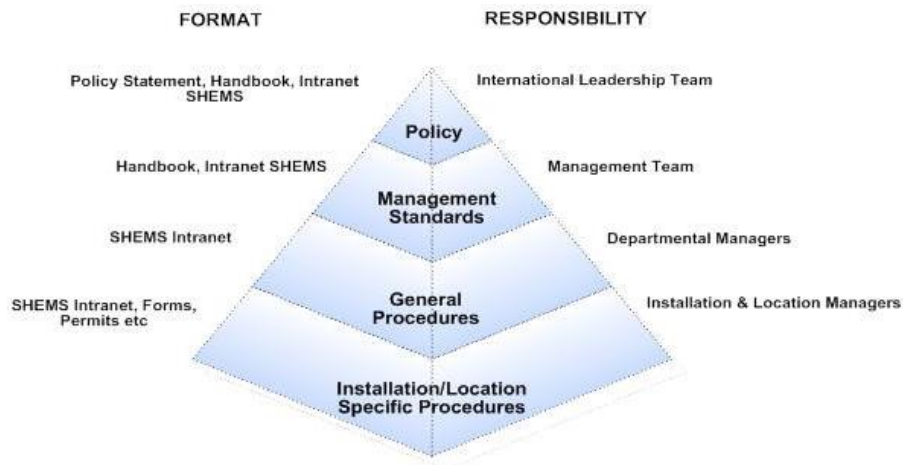 FORMAT
RESPONSIBILITY
Policy Statement, Handbook, Intranet
SHEMS
International Leadership Team
Policy
Handbook, Intranet SHEMS
Management Team
Management
Standards
SHEMS Intranet
Departmental Managers
General
Procedures
SHEMS Intranet, Forms,
Permits etc
Installation & Location Managers
Installation/Location
Specific Procedures